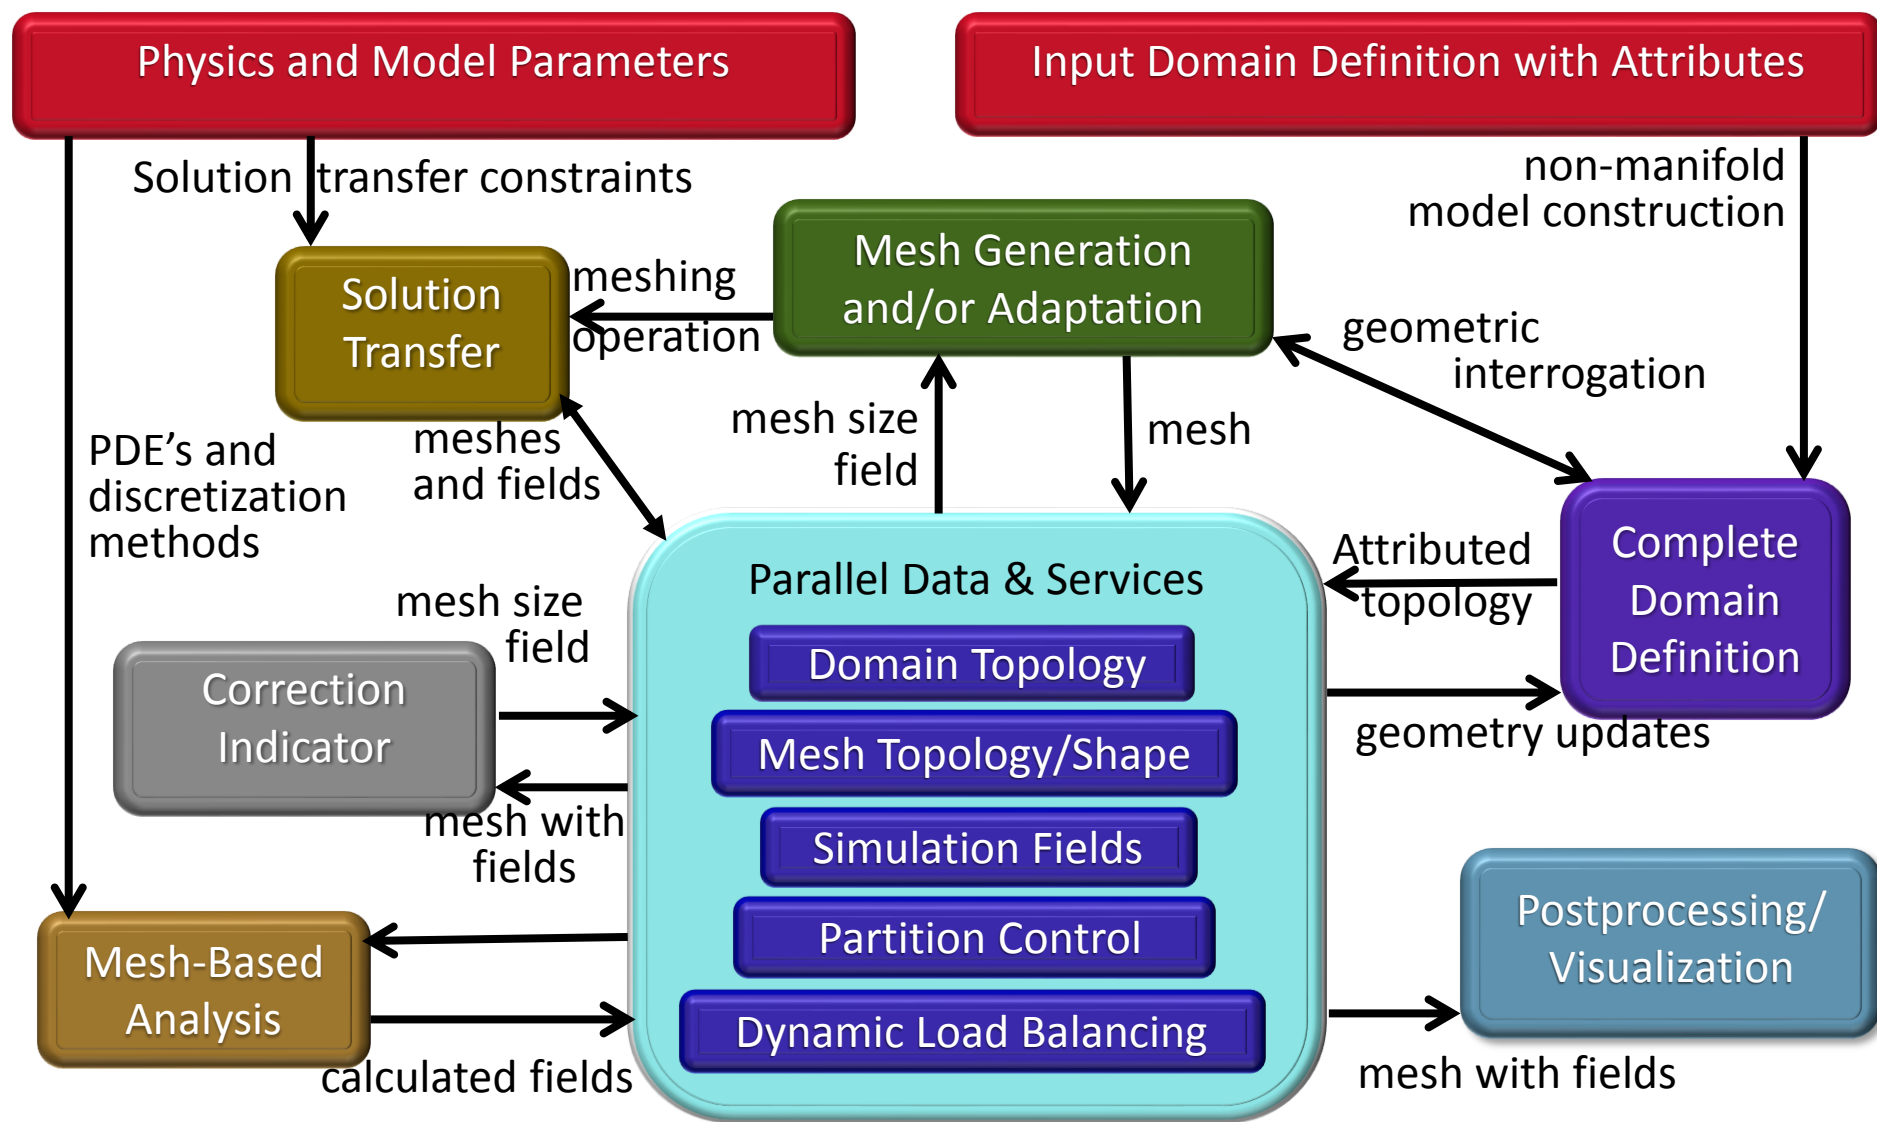 Physics and Model Parameters
Input Domain Definition with Attributes
Solution transfer constraints
non-manifold
model construction
Mesh Generation
and/or Adaptation
Solution
Transfer
meshing
operation
geometric
interrogation
mesh size
field
mesh
meshes
and fields
PDE’s and
discretization
methods
Complete
Domain
Definition
Attributed
topology
Parallel Data & Services
mesh size
field
Domain Topology
Correction
Indicator
geometry updates
Mesh Topology/Shape
mesh with
fields
Simulation Fields
Postprocessing/
Visualization
Partition Control
Mesh-Based
Analysis
Dynamic Load Balancing
calculated fields
mesh with fields